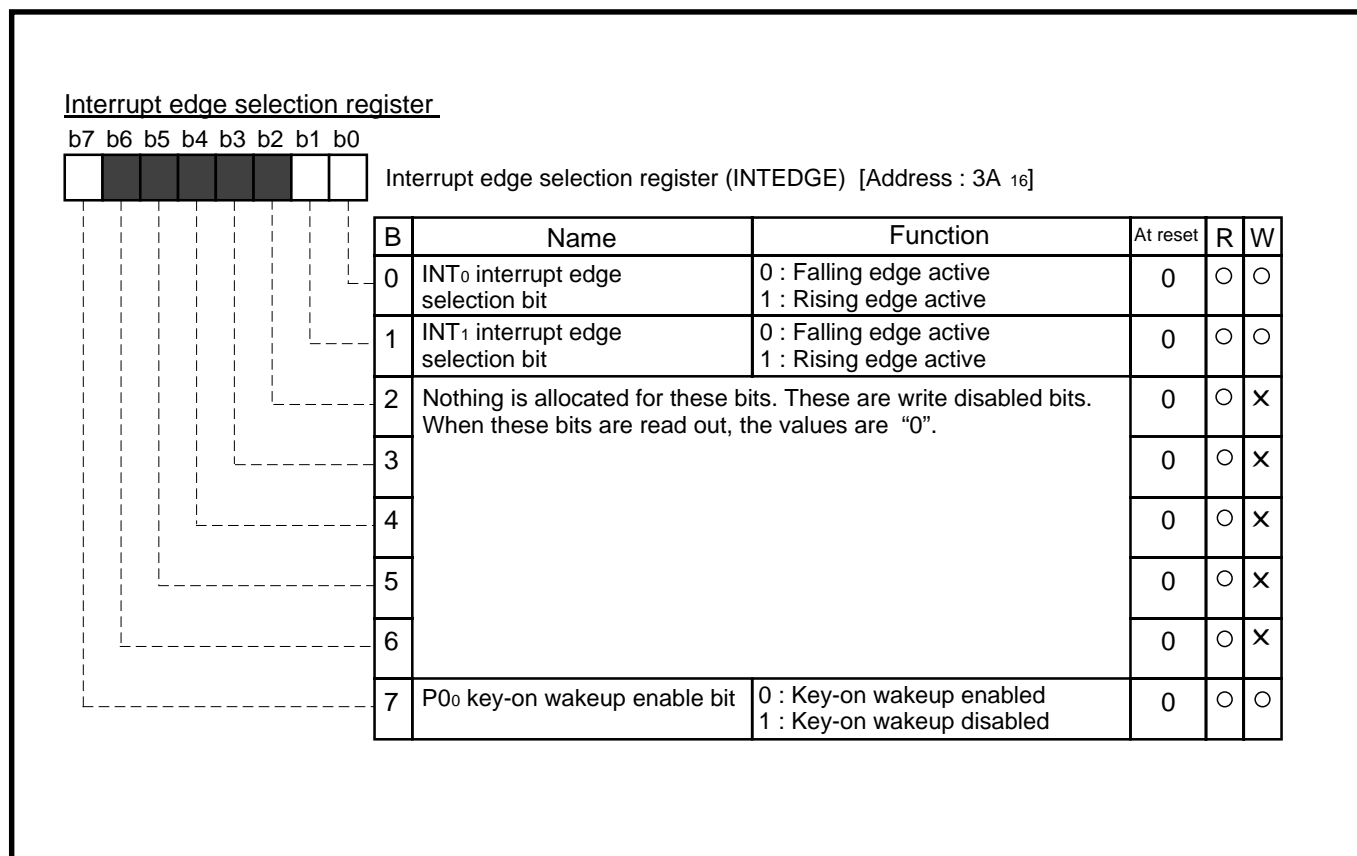 Interrupt edge selection register
b7 b6 b5 b4 b3 b2 b1 b0
Interrupt edge selection register (INTEDGE) [Address : 3A 16]
B Name Function At reset R W
0 INT0 interrupt edge selection bit 0 : Falling edge active 1 : Rising edge active 0 ○ ○
1 INT1 interrupt edge selection bit 0 : Falling edge active 1 : Rising edge active 0 ○ ○
2 Nothing is allocated for these bits. These are write disabled bits. When these bits are read out, the values are “0”. 0 ○ ×
3 0 ○ ×
4 0 ○ ×
5 0 ○ ×
6 0 ○ ×
7 P00 key-on wakeup enable bit 0 : Key-on wakeup enabled 1 : Key-on wakeup disabled 0 ○ ○